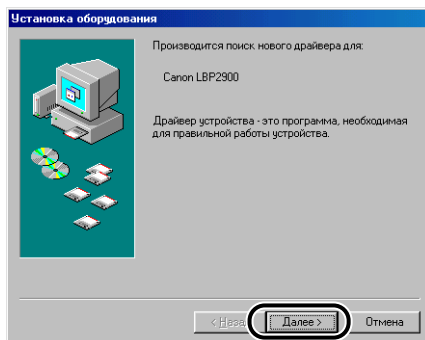 Установка оборудования
Производится поиск нового драйвера для:
Canon LBP2900
Драйвер устройства - это программа, необходимая
для правильной работы устройства.
Далее >
Отмена